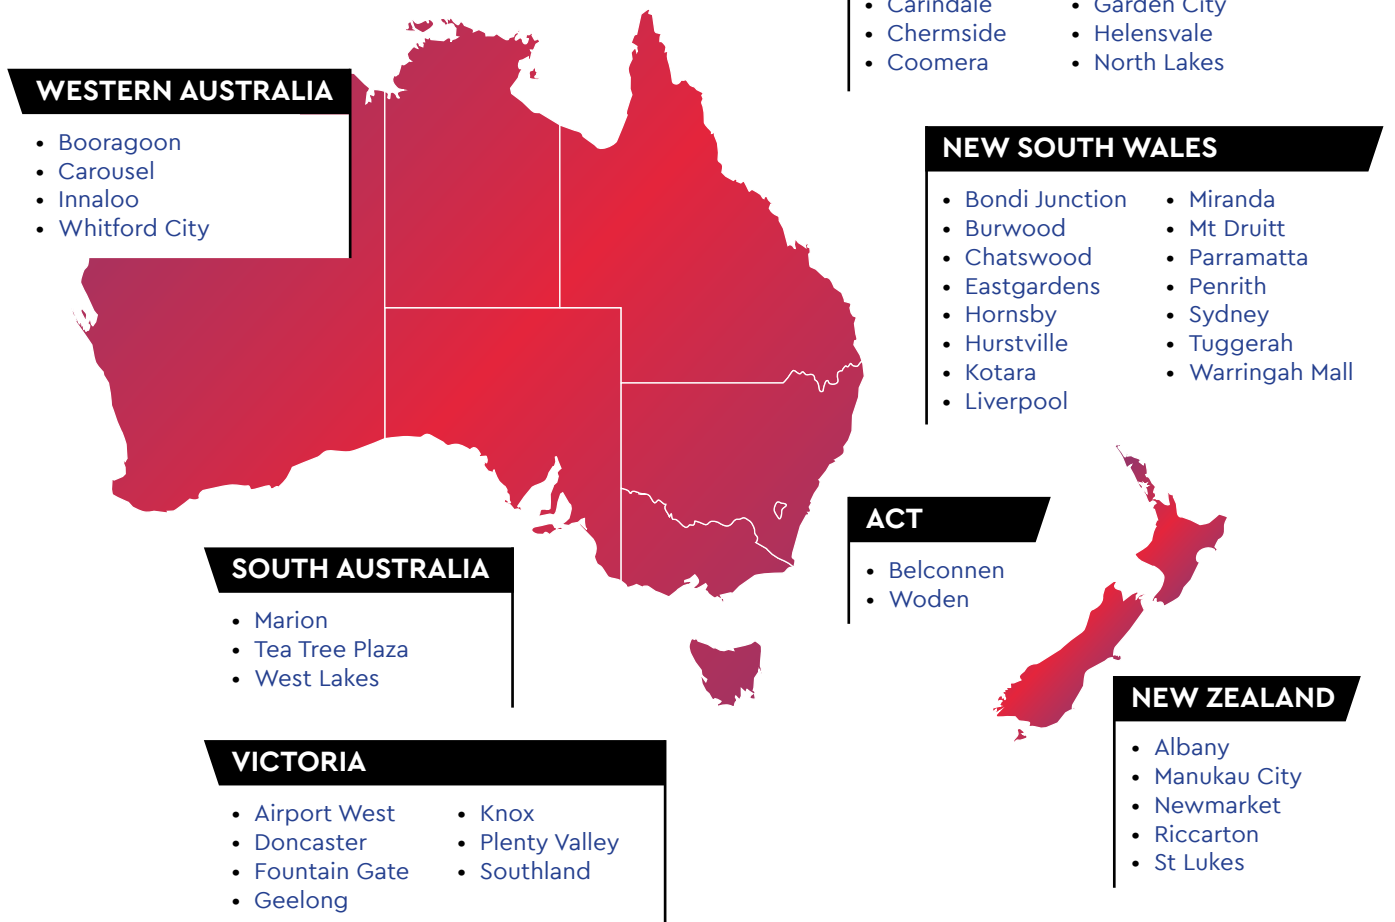 Carindale
Chermside
Coomera
Garden City
Helensvale
North Lakes
WESTERN AUSTRALIA
Booragoon
Carousel
Innaloo
Whitford City
NEW SOUTH WALES
Bondi Junction
Burwood
Chatswood
Eastgardens
Hornsby
Hurstville
Kotara
Liverpool
Miranda
Mt Druitt
Parramatta
Penrith
Sydney
Tuggerah
Warringah Mall
ACT
Belconnen
Woden
SOUTH AUSTRALIA
Marion
Tea Tree Plaza
West Lakes
NEW ZEALAND
Albany
Manukau City
Newmarket
Riccarton
St Lukes
VICTORIA
Airport West
Doncaster
Fountain Gate
Geelong
Knox
Plenty Valley
Southland